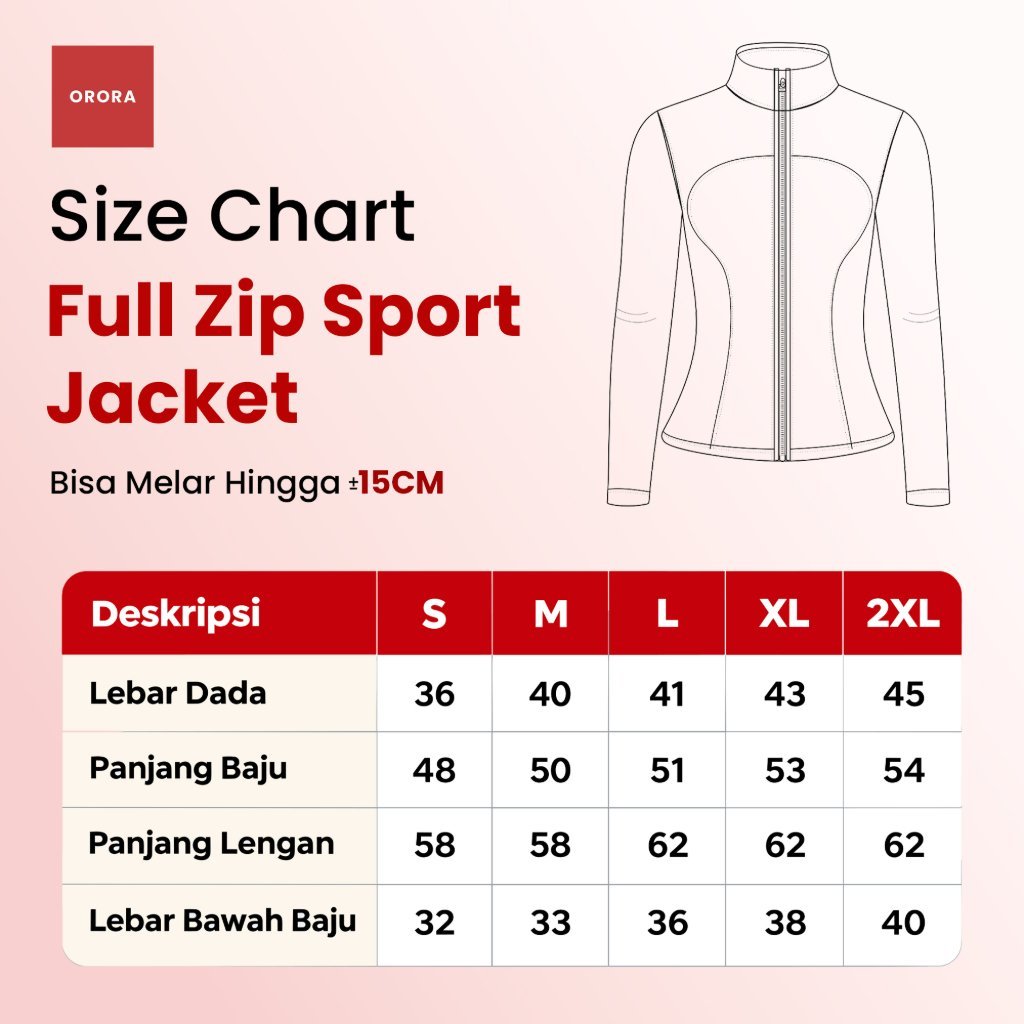 ORORA
Size Chart
Full Zip Sport
Jacket
Bisa Melar Hingga ±15CM
Deskripsi S M L XL 2XL
Lebar Dada 36 40 41 43 45
Panjang Baju 48 50 51 53 54
Panjang Lengan 58 58 62 62 62
Lebar Bawah Baju 32 33 36 38 40